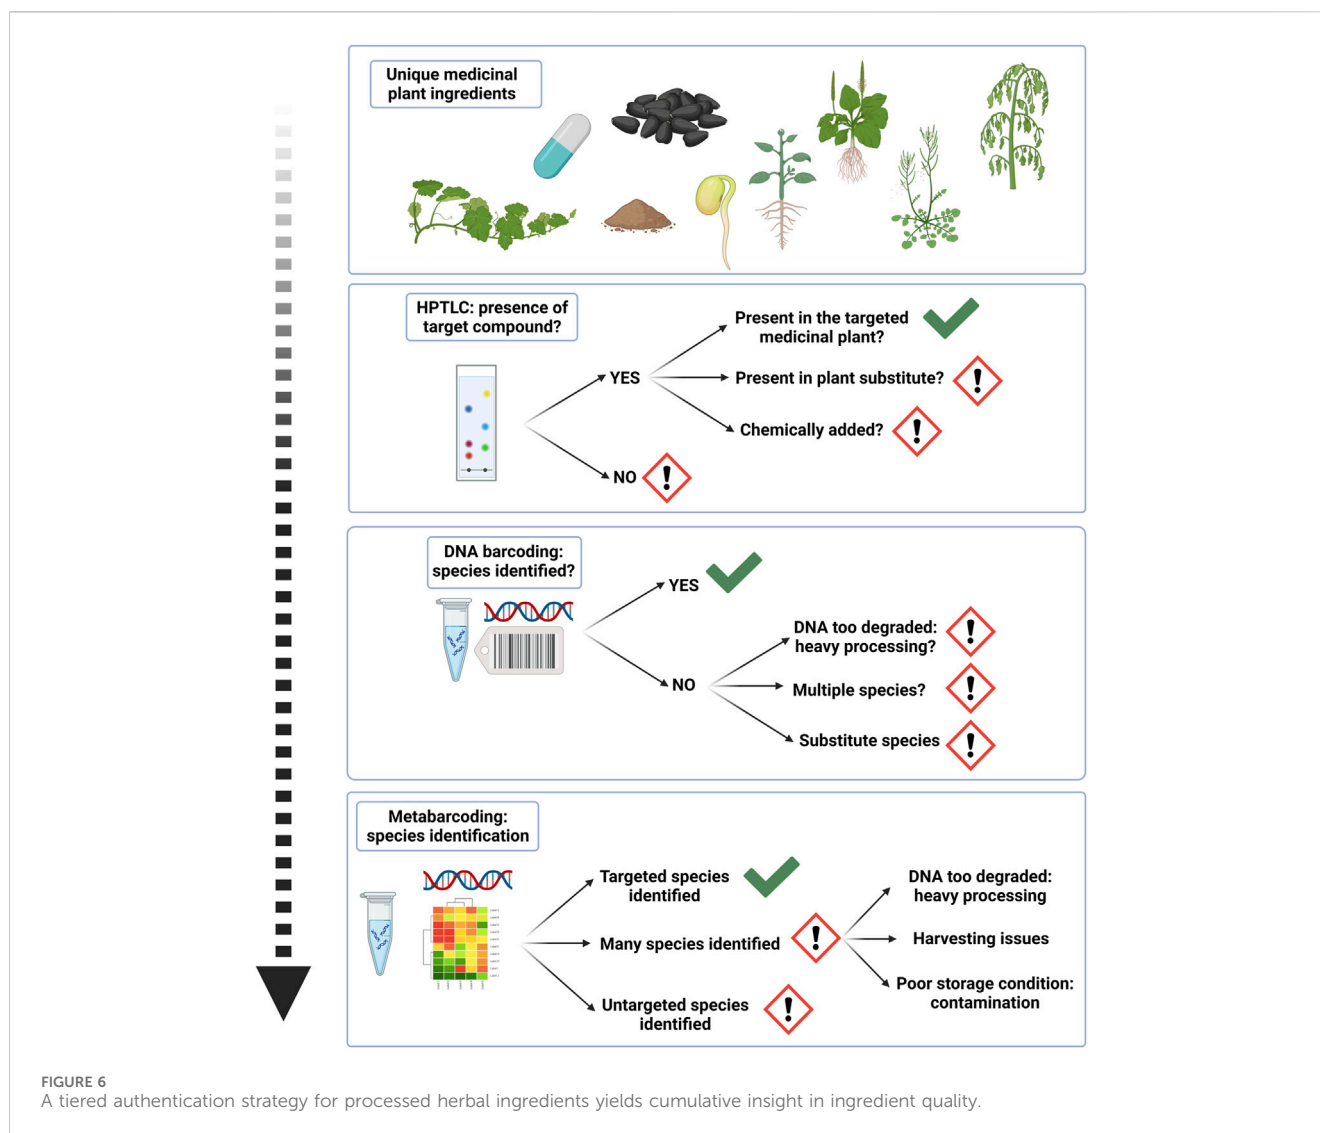 Unique medicinal
plant ingredients
HPTLC: presence of
target compound?
YES
Present in the targeted
medicinal plant?
Present in plant substitute?
Chemically added?
NO
DNA barcoding:
species identified?
YES
NO
DNA too degraded:
heavy processing?
Multiple species?
Substitute species
Metabarcoding:
species identification
Targeted species
identified
Many species identified
Untargeted species
identified
DNA too degraded:
heavy processing
Harvesting issues
Poor storage condition:
contamination
FIGURE 6
A tiered authentication strategy for processed herbal ingredients yields cumulative insight in ingredient quality.